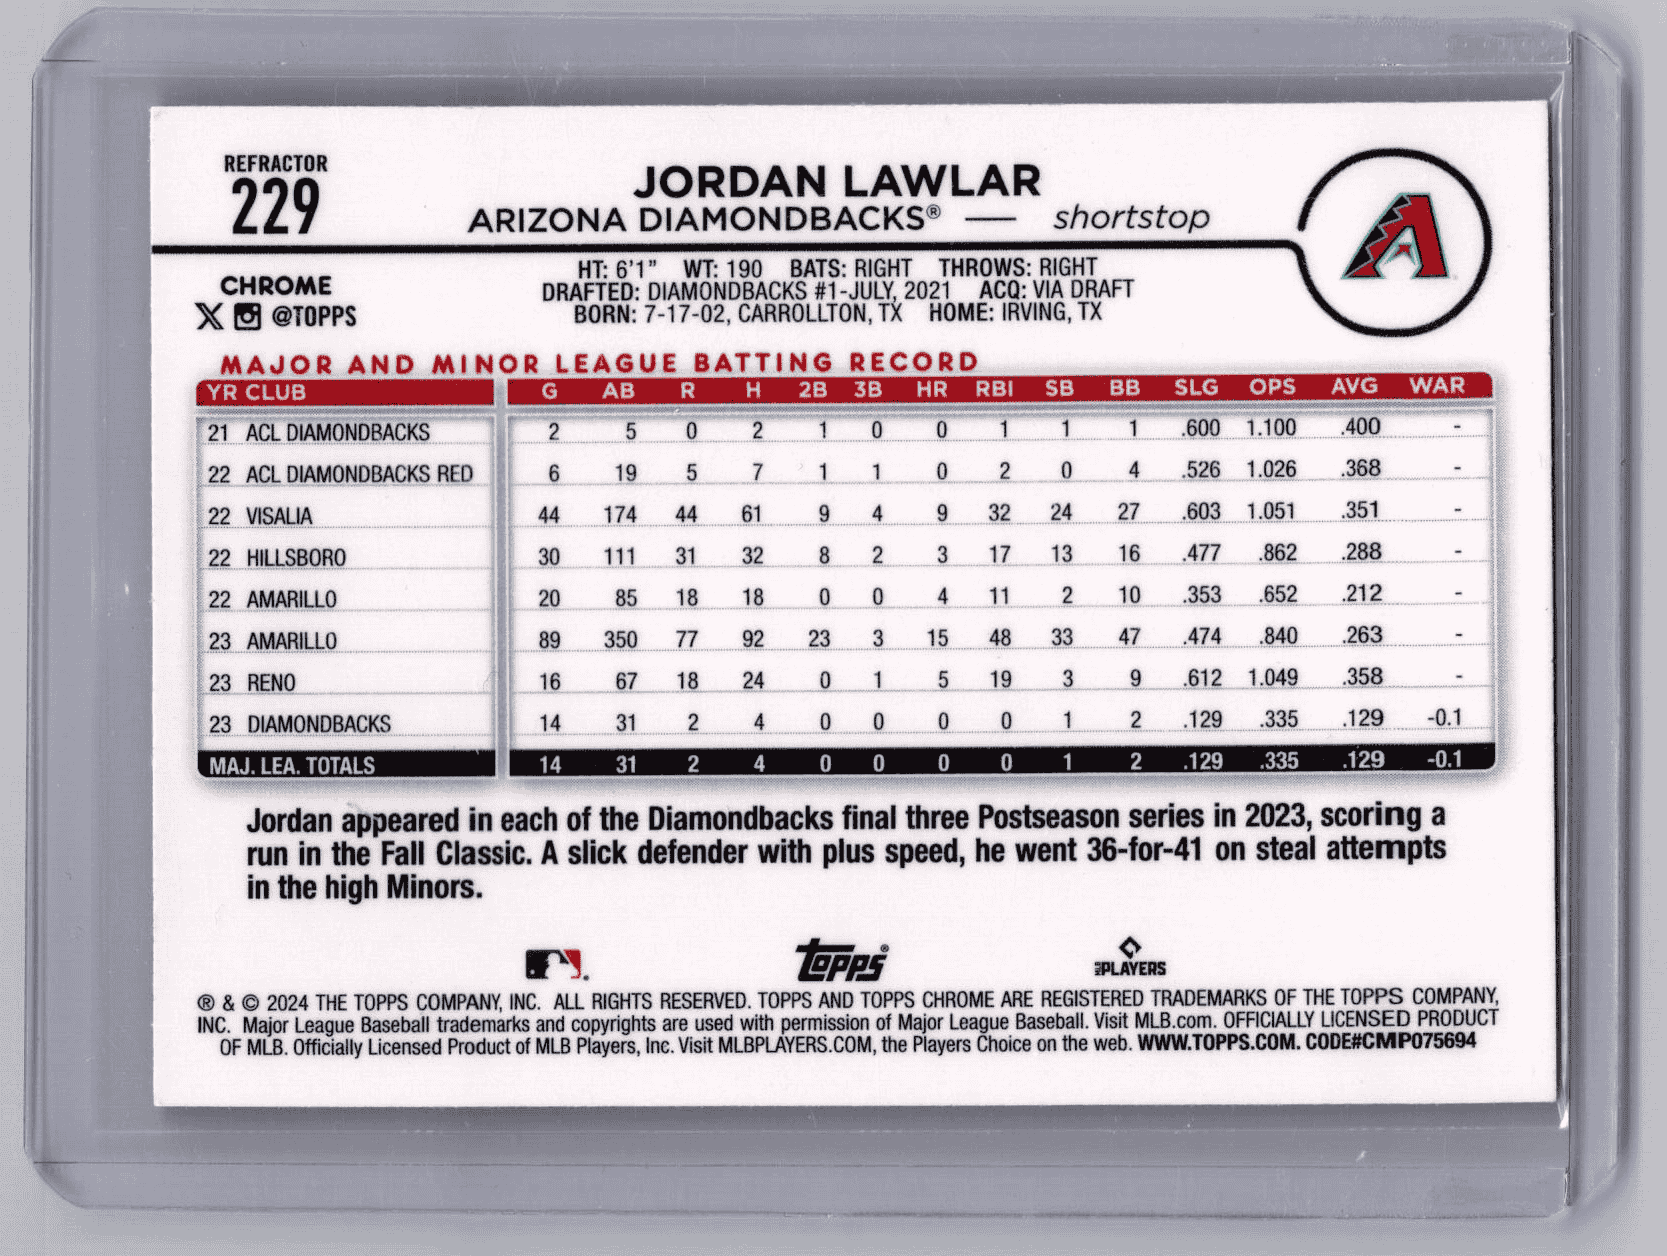 REFRACTOR
229
JORDAN LAWLAR
ARIZONA DIAMONDBACKS® — shortstop
A
CHROME
X @TOPPS
HT: 6'1" WT: 190 BATS: RIGHT THROWS: RIGHT
DRAFTED: DIAMONDBACKS #1-JULY, 2021 ACQ: VIA DRAFT
BORN: 7-17-02, CARROLLTON, TX HOME: IRVING, TX
MAJOR AND MINOR LEAGUE BATTING RECORD
YR CLUB G AB R H 2B 3B HR RBI SB BB SLG OPS AVG WAR
21 ACL DIAMONDBACKS 2 5 0 2 1 0 0 1 1 1 .600 1.100 .400 -
22 ACL DIAMONDBACKS RED 6 19 5 7 1 1 0 2 0 4 .526 1.026 .368 -
22 VISALIA 44 174 44 61 9 4 9 32 24 27 .603 1.051 .351 -
22 HILLSBORO 30 111 31 32 8 2 3 17 13 16 .477 .862 .288 -
22 AMARILLO 20 85 18 18 0 0 4 11 2 10 .353 .652 .212 -
23 AMARILLO 89 350 77 92 23 3 15 48 33 47 .474 .840 .263 -
23 RENO 16 67 18 24 0 1 5 19 3 9 .612 1.049 .358 -
23 DIAMONDBACKS 14 31 2 4 0 0 0 0 1 2 .129 .335 .129 -0.1
MAJ. LEA. TOTALS 14 31 2 4 0 0 0 0 1 2 .129 .335 .129 -0.1
Jordan appeared in each of the Diamondbacks final three Postseason series in 2023, scoring a
run in the Fall Classic. A slick defender with plus speed, he went 36-for-41 on steal attempts
in the high Minors.
Topps®
MLB PLAYERS
® & © 2024 THE TOPPS COMPANY, INC. ALL RIGHTS RESERVED. TOPPS AND TOPPS CHROME ARE REGISTERED TRADEMARKS OF THE TOPPS COMPANY,
INC. Major League Baseball trademarks and copyrights are used with permission of Major League Baseball. Visit MLB.com. OFFICIALLY LICENSED PRODUCT
OF MLB. Officially Licensed Product of MLB Players, Inc. Visit MLBPLAYERS.COM, the Players Choice on the web. WWW.TOPPS.COM. CODE#CMP075694